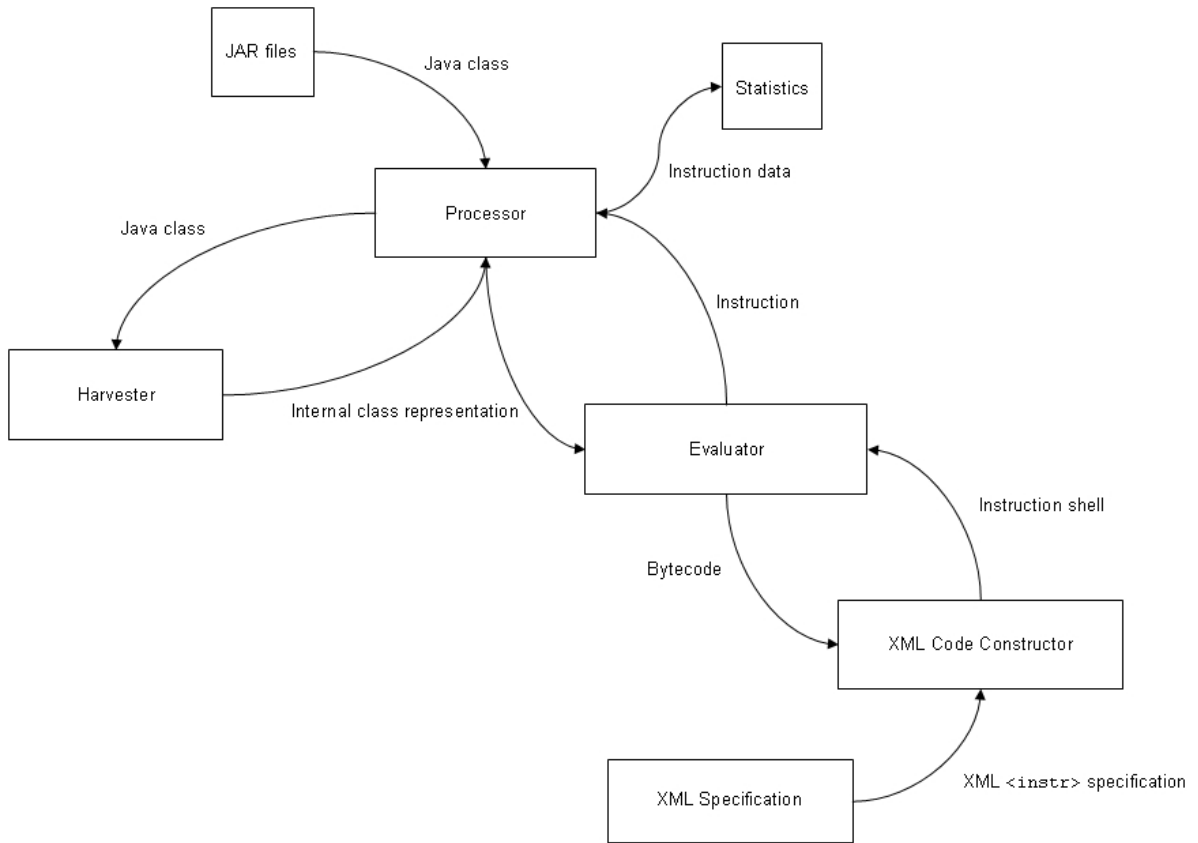 JAR files
Java class
Statistics
Instruction data
Processor
Java class
Instruction
Harvester
Internal class representation
Evaluator
Instruction shell
Bytecode
XML Code Constructor
XML Specification
XML <instr> specification